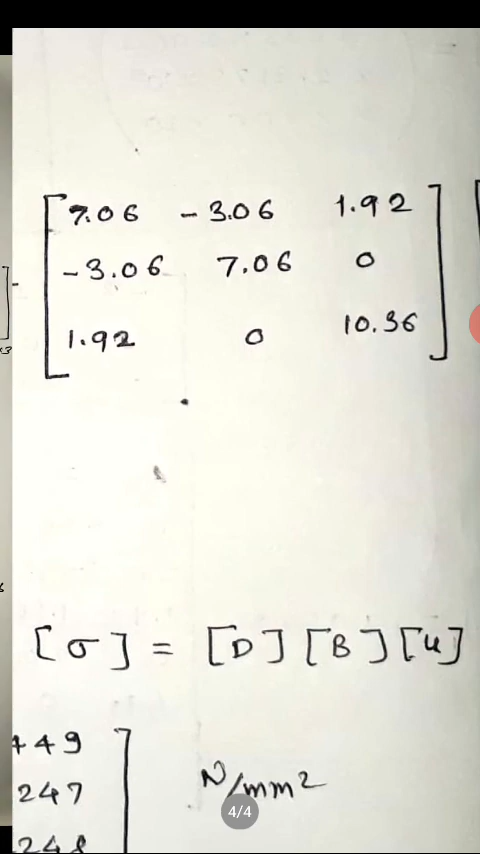 7.06 - 3.06 1.92
-3.06 7.06 0
1.92 0 10.36
[σ] = [D] [B] [u]
449
247
N/mm2
248
4/4